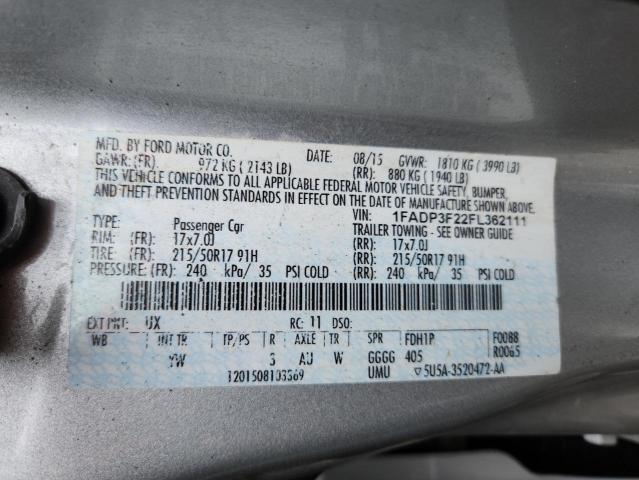 MFD. BY FORD MOTOR CO. DATE: 08/15 GVWR: 1810 KG ( 3990 LB)
GAWR: (FR): 972 KG ( 2143 LB) (RR): 880 KG ( 1940 LB)
THIS VEHICLE CONFORMS TO ALL APPLICABLE FEDERAL MOTOR VEHICLE SAFETY, BUMPER,
AND THEFT PREVENTION STANDARDS IN EFFECT ON THE DATE OF MANUFACTURE SHOWN ABOVE.
VIN: 1FADP3F22FL362111
TYPE: Passenger Car TRAILER TOWING - SEE OWNER GUIDE
RIM: (FR): 17x7.0J (RR): 17x7.0J
TIRE: (FR): 215/50R17 91H (RR): 215/50R17 91H
PRESSURE: (FR): 240 kPa/ 35 PSI COLD (RR): 240 kPa/ 35 PSI COLD
EXT PNT: UX RC: 11 DSO:
WB INT TR TP/PS R AXLE TR SPR FDH1P F0088
YW 3 AU W GGGG 405 R0065
1201508103369 UMU 5U5A-3520472-AA